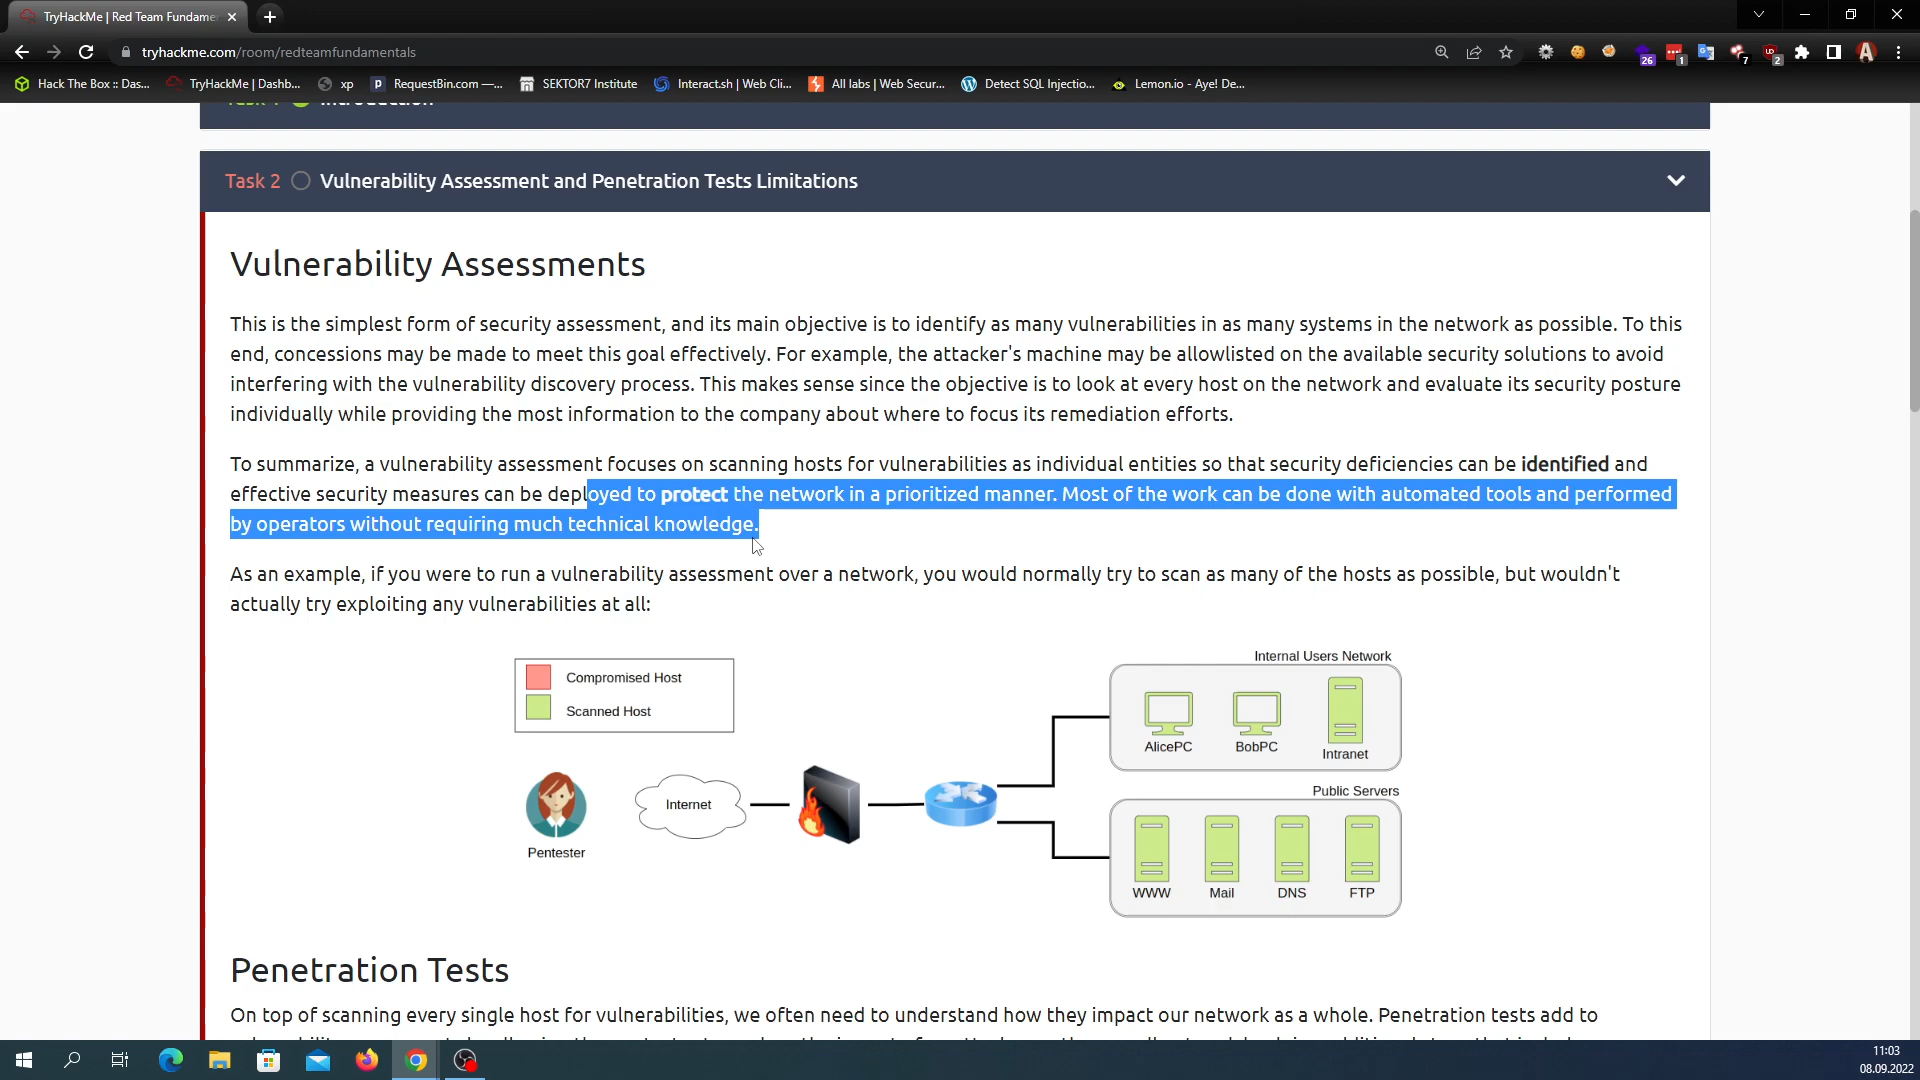 TryHackMe | Red Team Fundame
tryhackme.com/room/redteamfundamentals
26
1
7
2
Hack The Box :: Das...
TryHackMe | Dashb...
xp
RequestBin.com —...
SEKTOR7 Institute
Interact.sh | Web Cli...
All labs | Web Secur...
Detect SQL Injectio...
Lemon.io - Aye! De...
Task 1 Introduction
Task 2 Vulnerability Assessment and Penetration Tests Limitations
Vulnerability Assessments
This is the simplest form of security assessment, and its main objective is to identify as many vulnerabilities in as many systems in the network as possible. To this
end, concessions may be made to meet this goal effectively. For example, the attacker's machine may be allowlisted on the available security solutions to avoid
interfering with the vulnerability discovery process. This makes sense since the objective is to look at every host on the network and evaluate its security posture
individually while providing the most information to the company about where to focus its remediation efforts.
To summarize, a vulnerability assessment focuses on scanning hosts for vulnerabilities as individual entities so that security deficiencies can be identified and
effective security measures can be deployed to protect the network in a prioritized manner. Most of the work can be done with automated tools and performed
by operators without requiring much technical knowledge.
As an example, if you were to run a vulnerability assessment over a network, you would normally try to scan as many of the hosts as possible, but wouldn't
actually try exploiting any vulnerabilities at all:
Compromised Host
Scanned Host
Internal Users Network
AlicePC
BobPC
Intranet
Pentester
Internet
Public Servers
WWW
Mail
DNS
FTP
Penetration Tests
On top of scanning every single host for vulnerabilities, we often need to understand how they impact our network as a whole. Penetration tests add to
11:03
08.09.2022